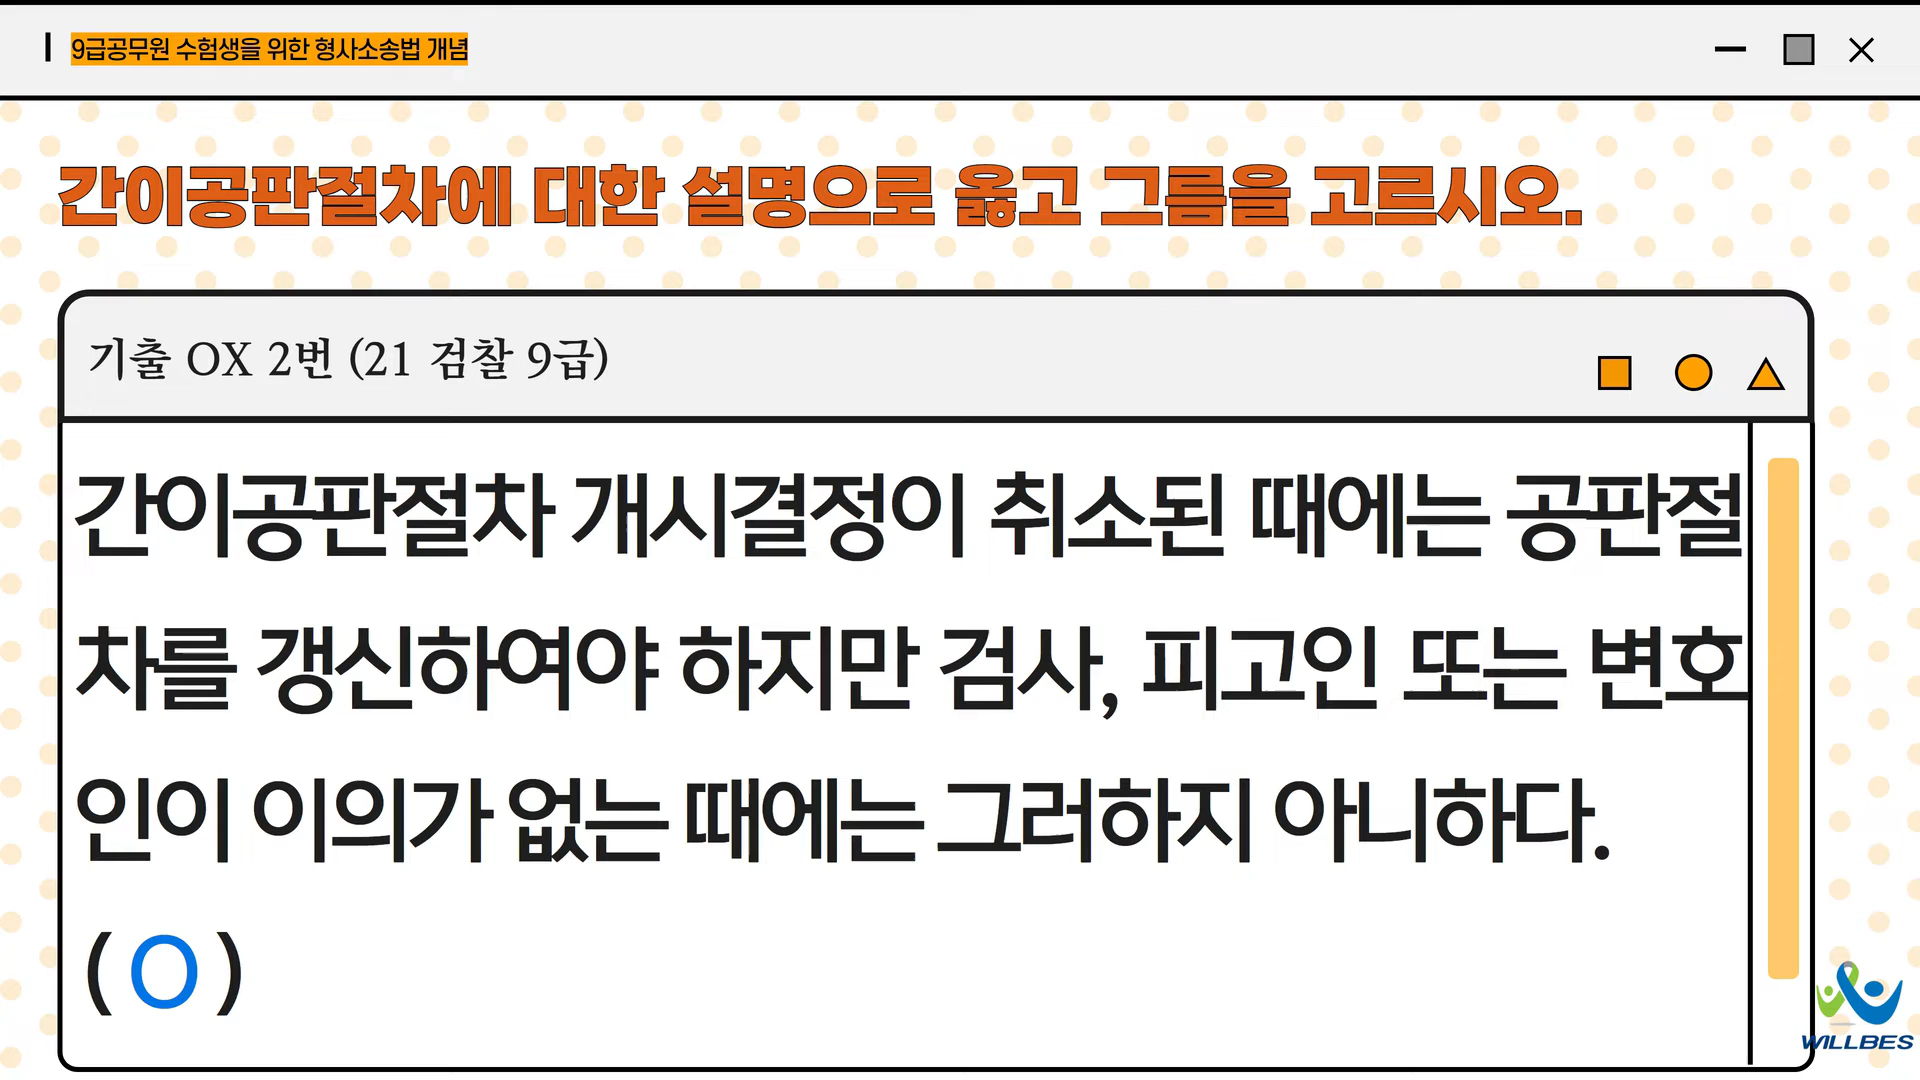 9급공무원 수험생을 위한 형사소송법 개념
간이공판절차에 대한 설명으로 옳고 그름을 고르시오.
기출 OX 2번 (21 검찰 9급)
간이공판절차 개시결정이 취소된 때에는 공판절
차를 갱신하여야 하지만 검사, 피고인 또는 변호
인이 이의가 없는 때에는 그러하지 아니하다.
( O )
WILLBES